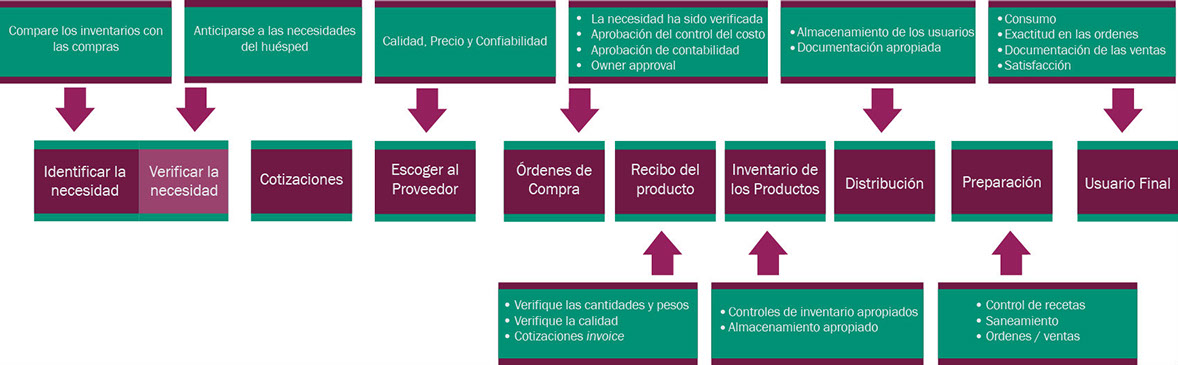 Compare los inventarios con
las compras
Anticiparse a las necesidades
del huésped
Calidad, Precio y Confiabilidad
• La necesidad ha sido verificada
• Aprobación del control del costo
• Aprobación de contabilidad
• Owner approval
• Almacenamiento de los usuarios
• Documentación apropiada
• Consumo
• Exactitud en las ordenes
• Documentación de las ventas
• Satisfacción
Identificar la
necesidad
Verificar la
necesidad
Cotizaciones
Escoger al
Proveedor
Órdenes de
Compra
Recibo del
producto
Inventario de
los Productos
Distribución
Preparación
Usuario Final
• Verifique las cantidades y pesos
• Verifique la calidad
• Cotizaciones invoice
• Controles de inventario apropiados
• Almacenamiento apropiado
• Control de recetas
• Saneamiento
• Ordenes / ventas